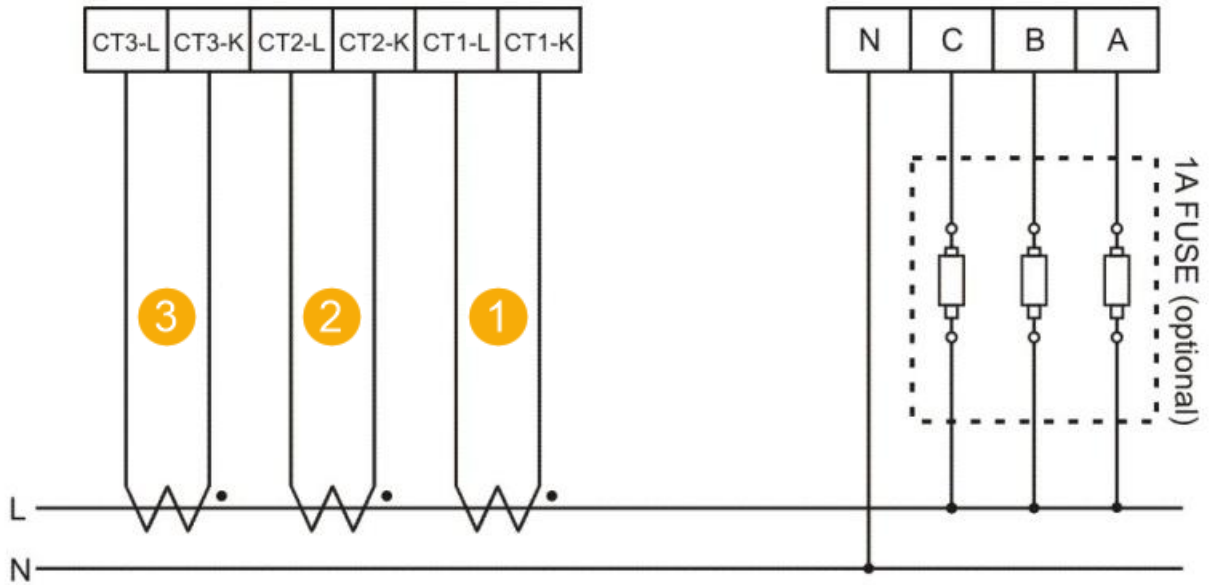 CT3-L CT3-K CT2-L CT2-K CT1-L CT1-K
N C B A
1A FUSE (optional)
3 2 1
L
N